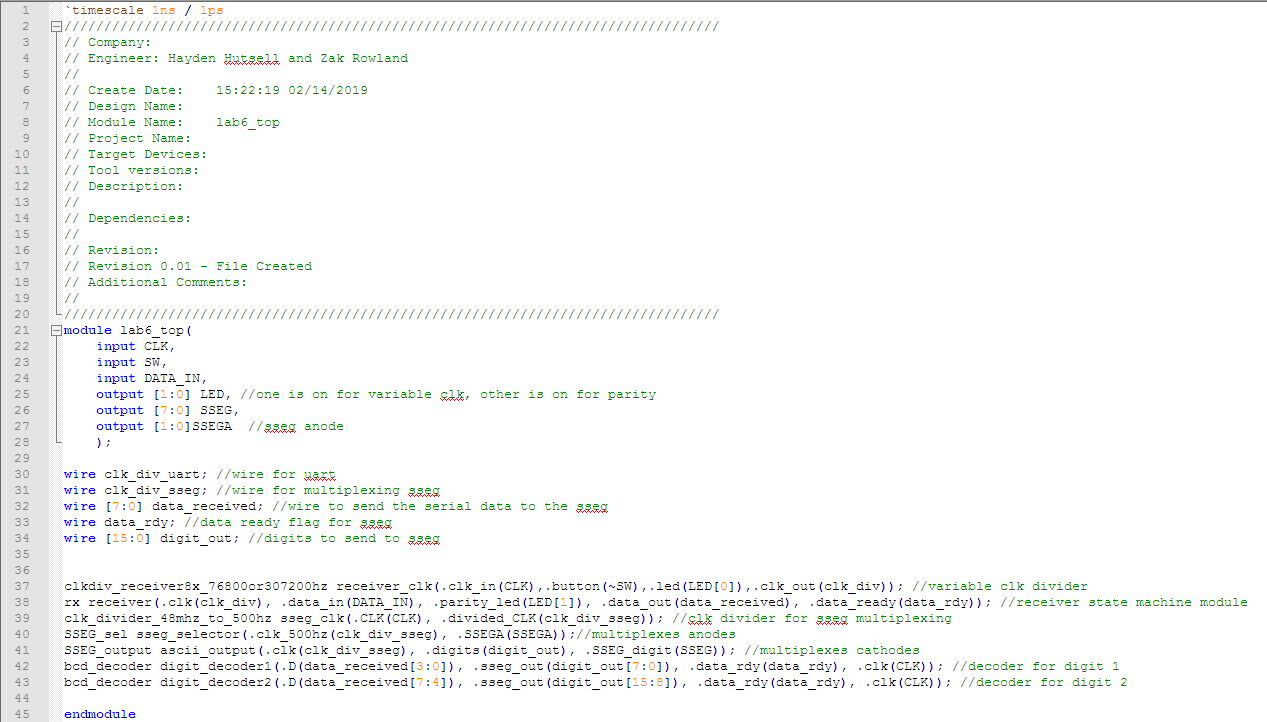 1 `timescale 1ns / 1ps
2 //////////////////////////////////////////////////////////////////////////////////
3 // Company:
4 // Engineer: Hayden Hutsell and Zak Rowland
5 //
6 // Create Date:    15:22:19 02/14/2019
7 // Design Name:
8 // Module Name:    lab6_top
9 // Project Name:
10 // Target Devices:
11 // Tool versions:
12 // Description:
13 //
14 // Dependencies:
15 //
16 // Revision:
17 // Revision 0.01 - File Created
18 // Additional Comments:
19 //
20 //////////////////////////////////////////////////////////////////////////////////
21 module lab6_top(
22     input CLK,
23     input SW,
24     input DATA_IN,
25     output [1:0] LED, //one is on for variable clk, other is on for parity
26     output [7:0] SSEG,
27     output [1:0]SSEGA  //sseg anode
28     );
29
30 wire clk_div_uart; //wire for uart
31 wire clk_div_sseg; //wire for multiplexing sseg
32 wire [7:0] data_received; //wire to send the serial data to the sseg
33 wire data_rdy; //data ready flag for sseg
34 wire [15:0] digit_out; //digits to send to sseg
35
36
37 clkdiv_receiver8x_76800or307200hz receiver_clk(.clk_in(CLK),.button(~SW),.led(LED[0]),.clk_out(clk_div)); //variable clk divider
38 rx receiver(.clk(clk_div), .data_in(DATA_IN), .parity_led(LED[1]), .data_out(data_received), .data_ready(data_rdy)); //receiver state machine module
39 clk_divider_48mhz_to_500hz sseg_clk(.CLK(CLK), .divided_CLK(clk_div_sseg)); //clk divider for sseg multiplexing
40 SSEG_sel sseg_selector(.clk_500hz(clk_div_sseg), .SSEGA(SSEGA));//multiplexes anodes
41 SSEG_output ascii_output(.clk(clk_div_sseg), .digits(digit_out), .SSEG_digit(SSEG)); //multiplexes cathodes
42 bcd_decoder digit_decoder1(.D(data_received[3:0]), .sseg_out(digit_out[7:0]), .data_rdy(data_rdy), .clk(CLK)); //decoder for digit 1
43 bcd_decoder digit_decoder2(.D(data_received[7:4]), .sseg_out(digit_out[15:8]), .data_rdy(data_rdy), .clk(CLK)); //decoder for digit 2
44
45 endmodule